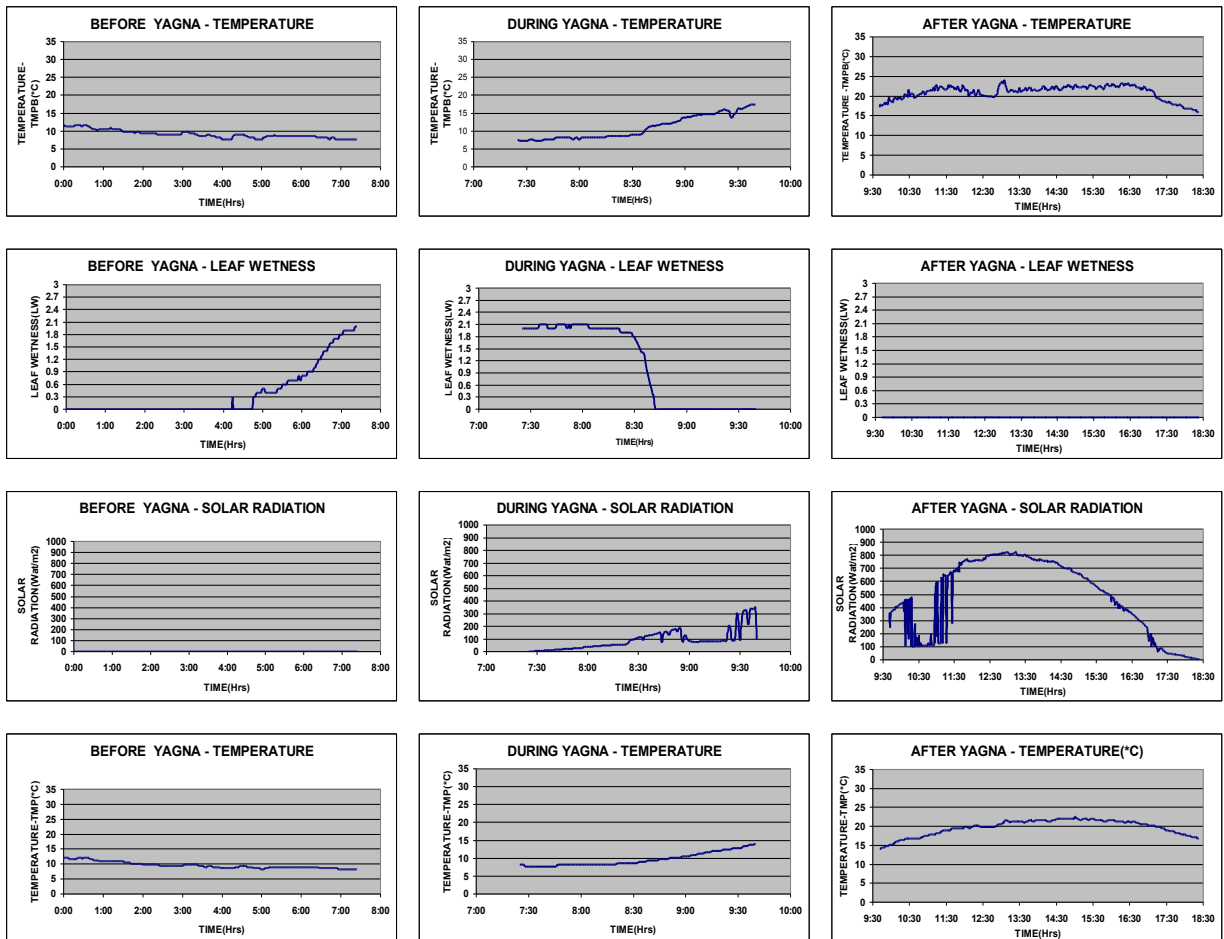 BEFORE  YAGNA - TEMPERATURE
TEMPERATURE-
TMPB(°C)
35
30
25
20
15
10
5
0
0:00 1:00 2:00 3:00 4:00 5:00 6:00 7:00 8:00
TIME(Hrs)
DURING YAGNA - TEMPERATURE
TEMPERATURE-
TMPB(°C)
35
30
25
20
15
10
5
0
7:00 7:30 8:00 8:30 9:00 9:30 10:00
TIME(HrS)
AFTER YAGNA - TEMPERATURE
TEMPERATURE -TMPB(°C)
35
30
25
20
15
10
5
0
9:30 10:30 11:30 12:30 13:30 14:30 15:30 16:30 17:30 18:30
TIME(Hrs)
BEFORE  YAGNA - LEAF WETNESS
LEAF WETNESS(LW)
3
2.7
2.4
2.1
1.8
1.5
1.2
0.9
0.6
0.3
0
0:00 1:00 2:00 3:00 4:00 5:00 6:00 7:00 8:00
TIME(Hrs)
DURING YAGNA - LEAF WETNESS
LEAF WETNESS(LW)
3
2.7
2.4
2.1
1.8
1.5
1.2
0.9
0.6
0.3
0
7:00 7:30 8:00 8:30 9:00 9:30 10:00
TIME(Hrs)
AFTER YAGNA - LEAF WETNESS
LEAF WETNESS(LW)
3
2.7
2.4
2.1
1.8
1.5
1.2
0.9
0.6
0.3
0
9:30 10:30 11:30 12:30 13:30 14:30 15:30 16:30 17:30 18:30
TIME(Hrs)
BEFORE  YAGNA - SOLAR RADIATION
SOLAR
RADIATION(Wat/m2)
1000
900
800
700
600
500
400
300
200
100
0
0:00 1:00 2:00 3:00 4:00 5:00 6:00 7:00 8:00
TIME(Hrs)
DURING YAGNA - SOLAR RADIATION
SOLAR
RADIATION(Wat/m2)
1000
900
800
700
600
500
400
300
200
100
0
7:00 7:30 8:00 8:30 9:00 9:30 10:00
TIME(Hrs)
AFTER YAGNA - SOLAR RADIATION
SOLAR
RADIATION(Wat/m2)
1000
900
800
700
600
500
400
300
200
100
0
9:30 10:30 11:30 12:30 13:30 14:30 15:30 16:30 17:30 18:30
TIME(Hrs)
BEFORE  YAGNA - TEMPERATURE
TEMPERATURE-TMP(°C)
35
30
25
20
15
10
5
0
0:00 1:00 2:00 3:00 4:00 5:00 6:00 7:00 8:00
TIME(Hrs)
DURING YAGNA - TEMPERATURE
TEMPERATURE-TMP(°C)
35
30
25
20
15
10
5
0
7:00 7:30 8:00 8:30 9:00 9:30 10:00
TIME(Hrs)
AFTER YAGNA - TEMPERATURE(*C)
TEMPERATURE-TMP(°C)
35
30
25
20
15
10
5
0
9:30 10:30 11:30 12:30 13:30 14:30 15:30 16:30 17:30 18:30
TIME(Hrs)